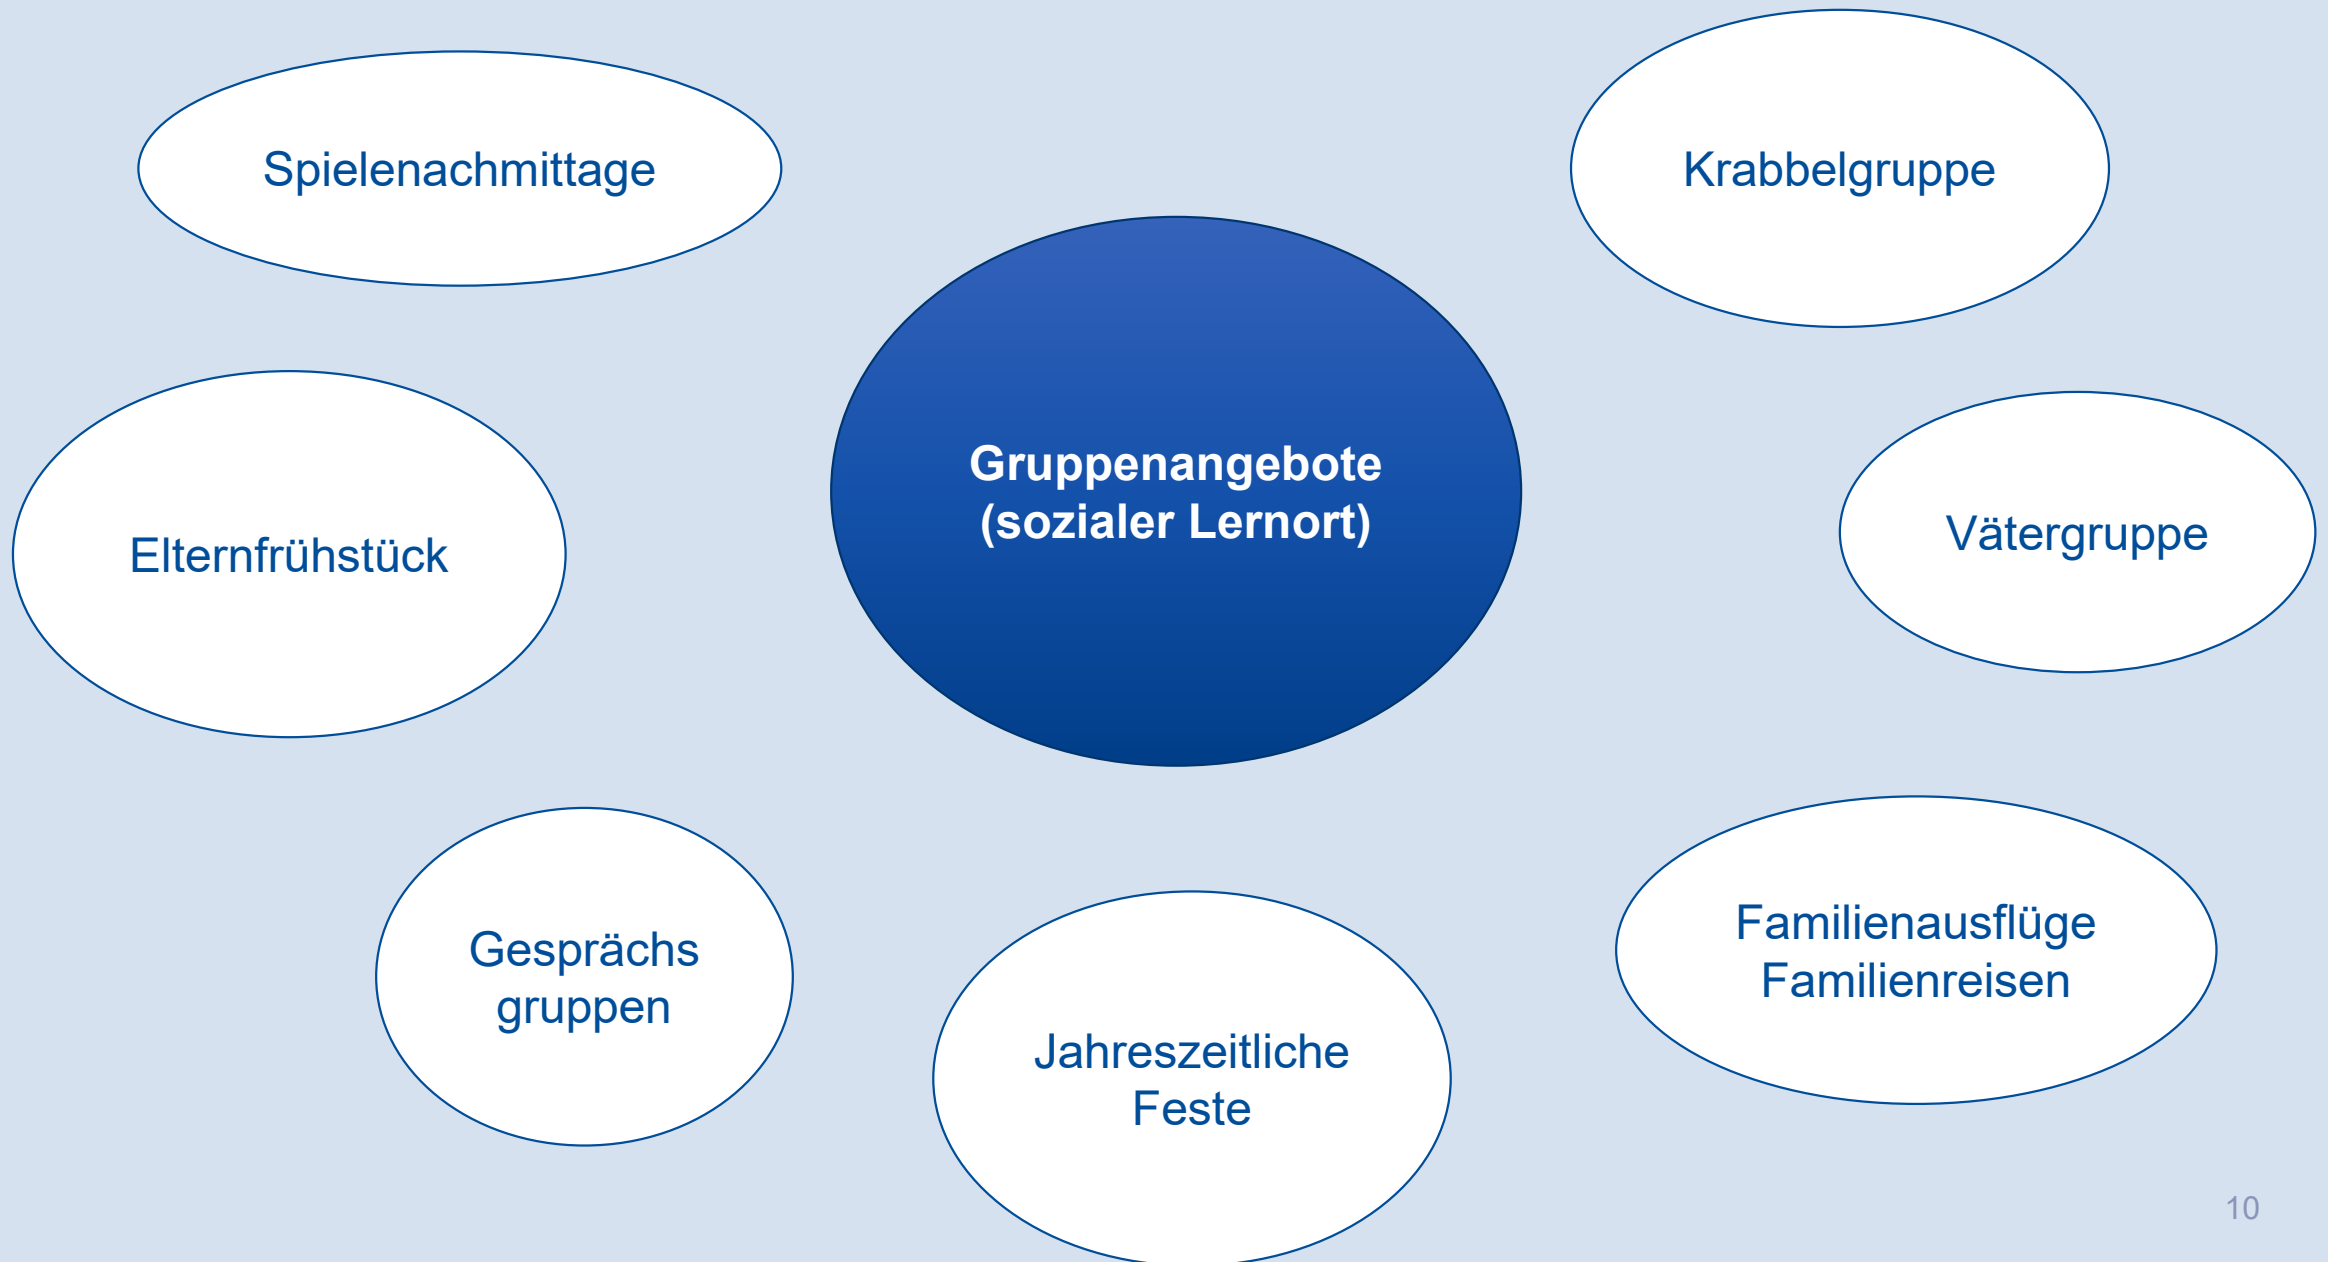 Spielenachmittage
Krabbelgruppe
Gruppenangebote
(sozialer Lernort)
Elternfrühstück
Vätergruppe
Gesprächs
gruppen
Jahreszeitliche
Feste
Familienausflüge
Familienreisen
10